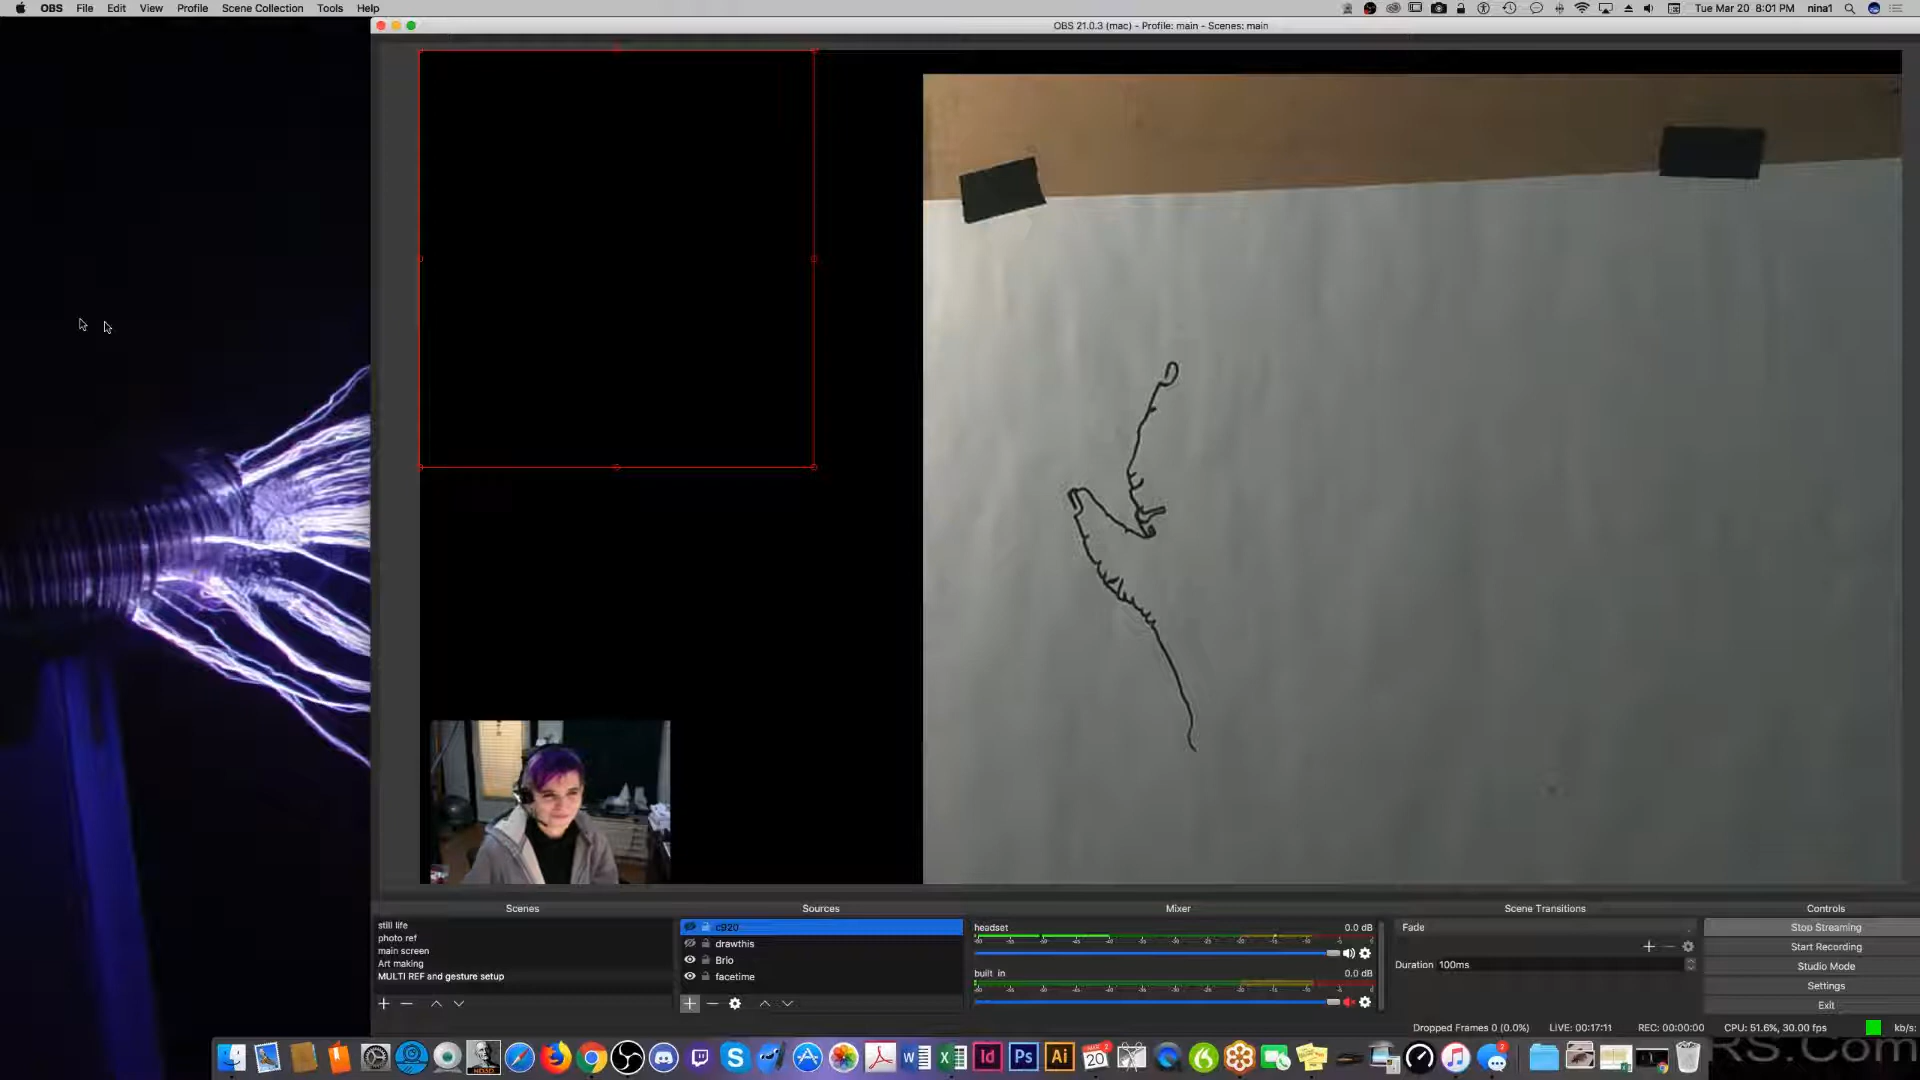 OBS File Edit View Profile Scene Collection Tools Help Tue Mar 20 8:01 PM nina1
OBS 21.0.3 (mac) - Profile: main - Scenes: main
Scenes Sources Mixer Scene Transitions Controls
still life
photo ref
main screen
Art making
MULTI REF and gesture setup
c920
drawthis
Brio
facetime
headset 0.0 dB
built in 0.0 dB
Fade
Duration 100ms
Stop Streaming
Start Recording
Studio Mode
Settings
Exit
Dropped Frames 0 (0.0%) LIVE: 00:17:11 REC: 00:00:00 CPU: 51.6%, 30.00 fps kb/s:
RS.Com